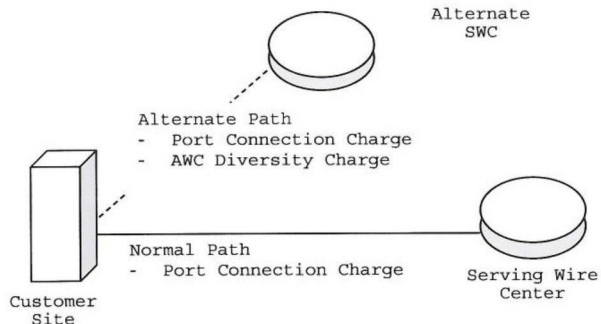 Alternate
SWC
Alternate Path
- Port Connection Charge
- AWC Diversity Charge
Normal Path
- Port Connection Charge
Serving Wire
Center
Customer
Site